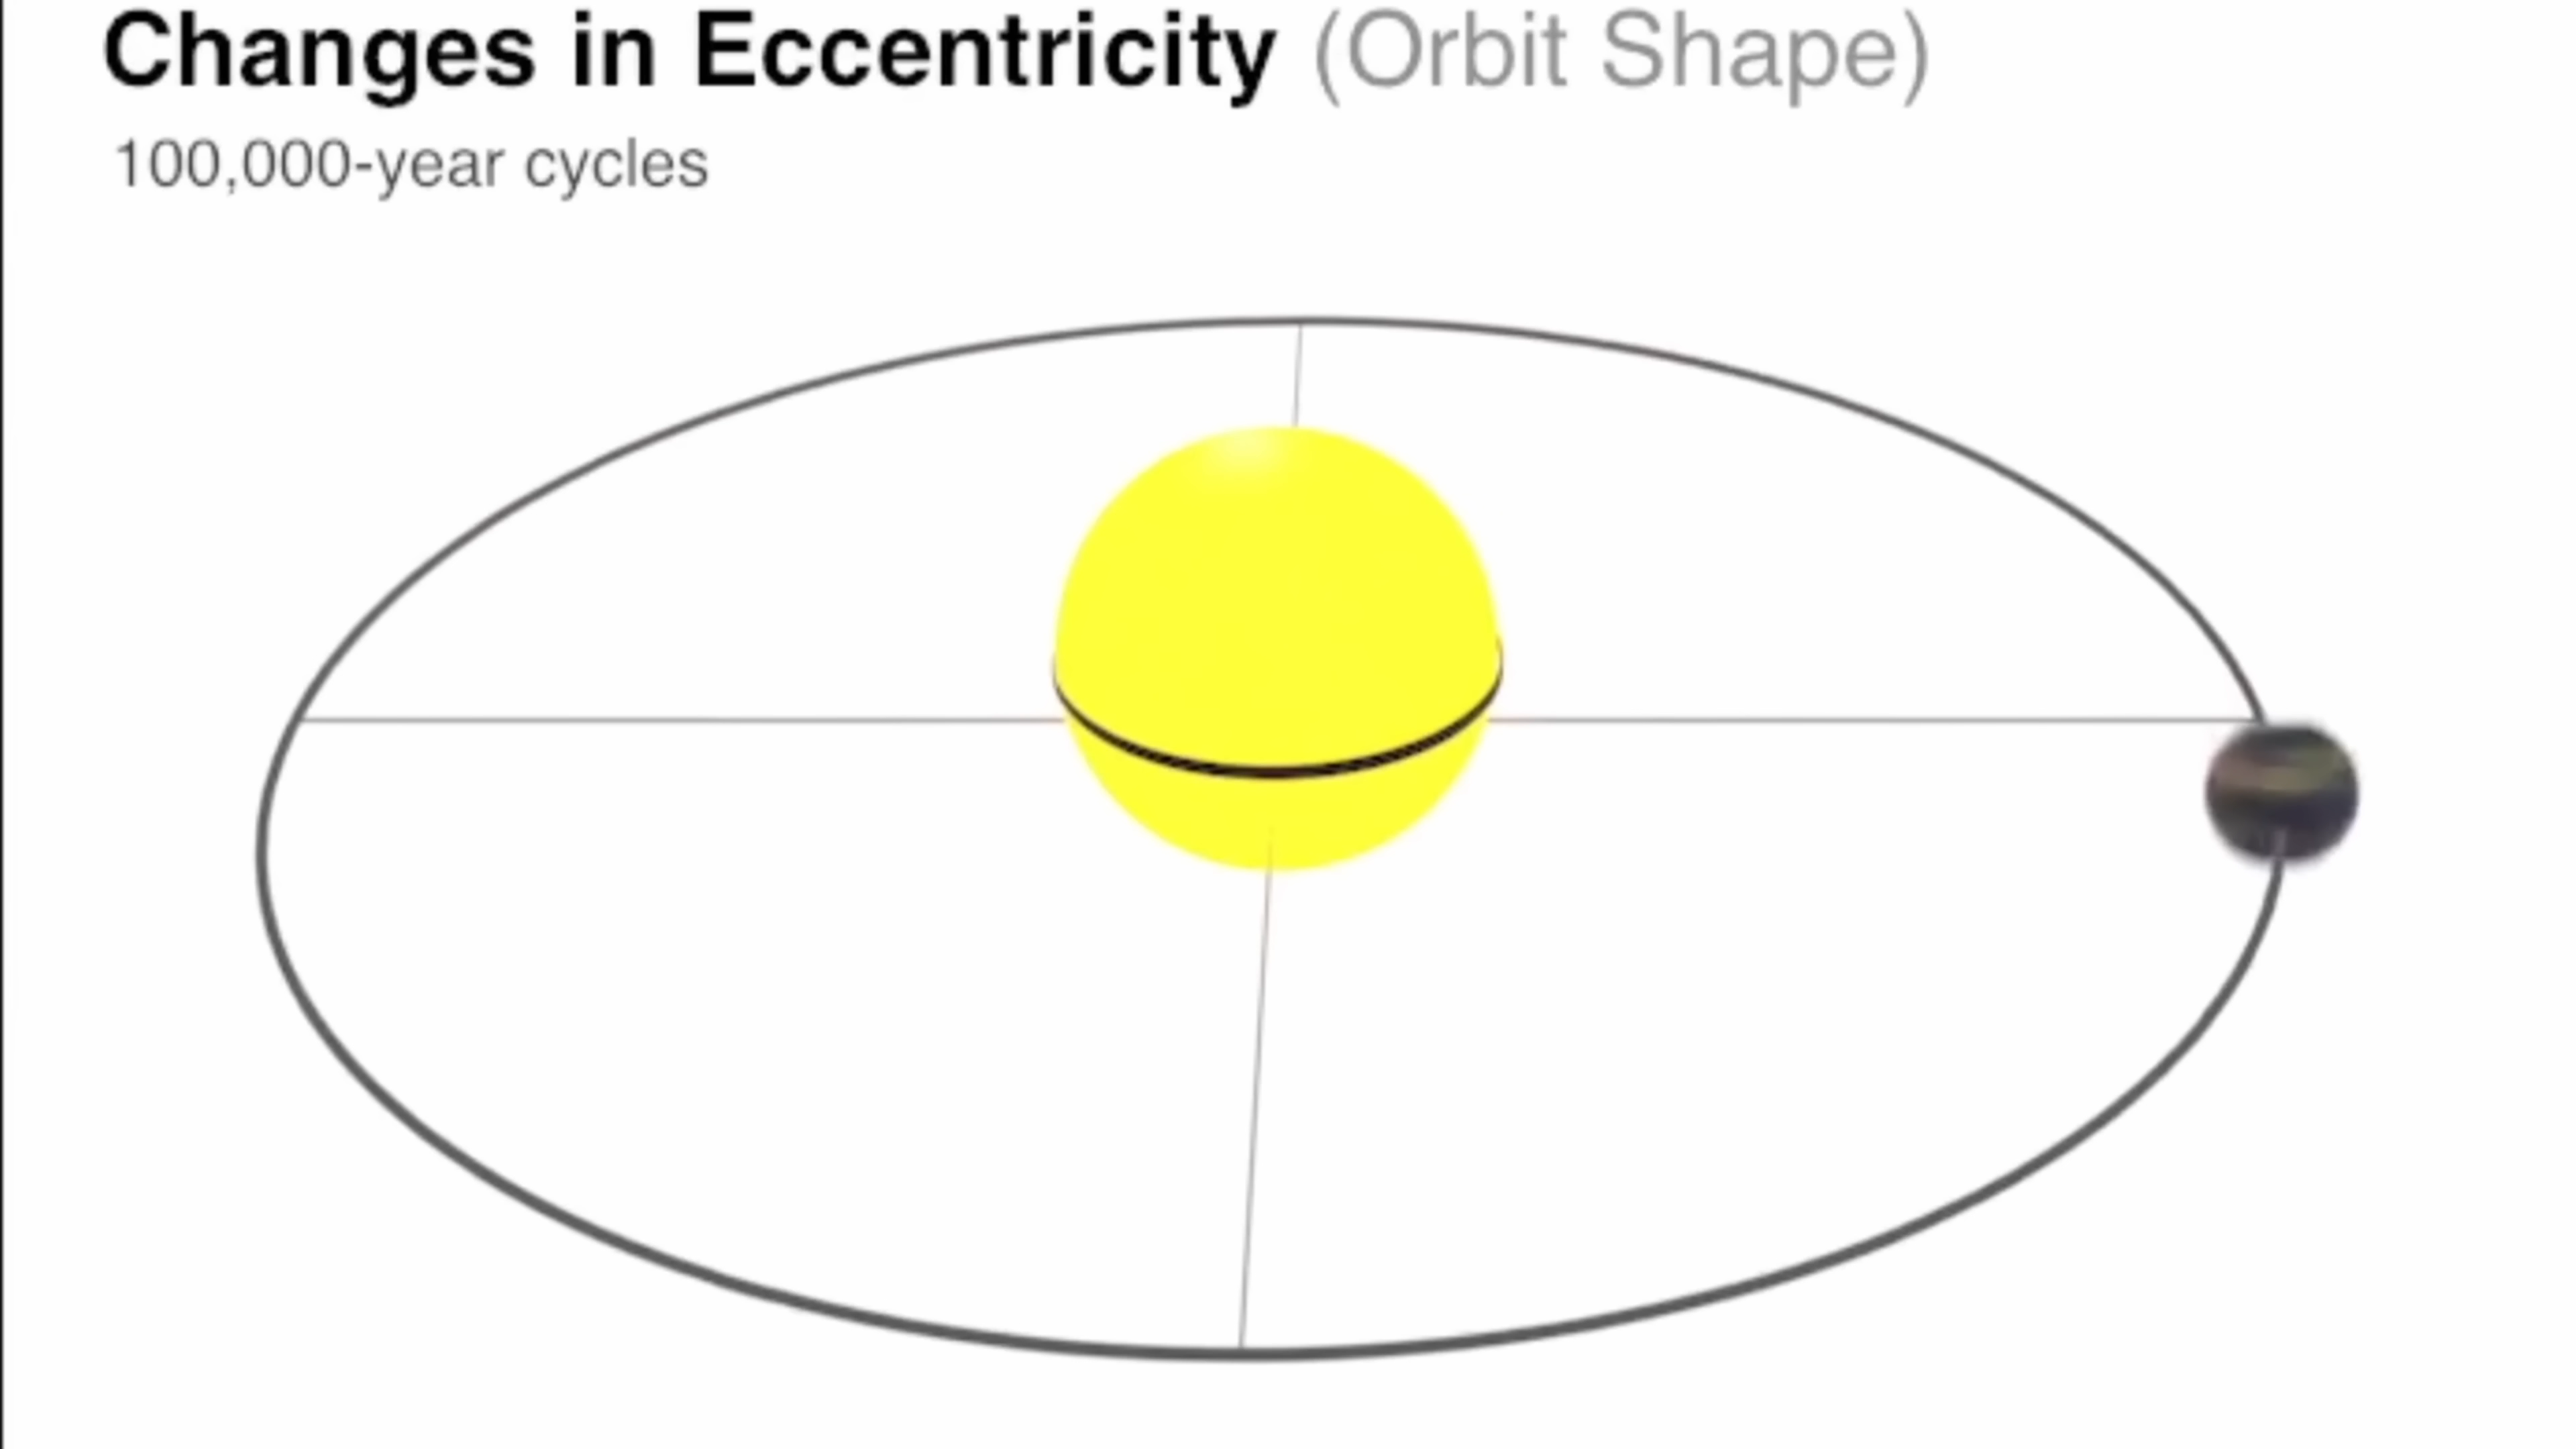 Changes in Eccentricity (Orbit Shape)
100,000-year cycles